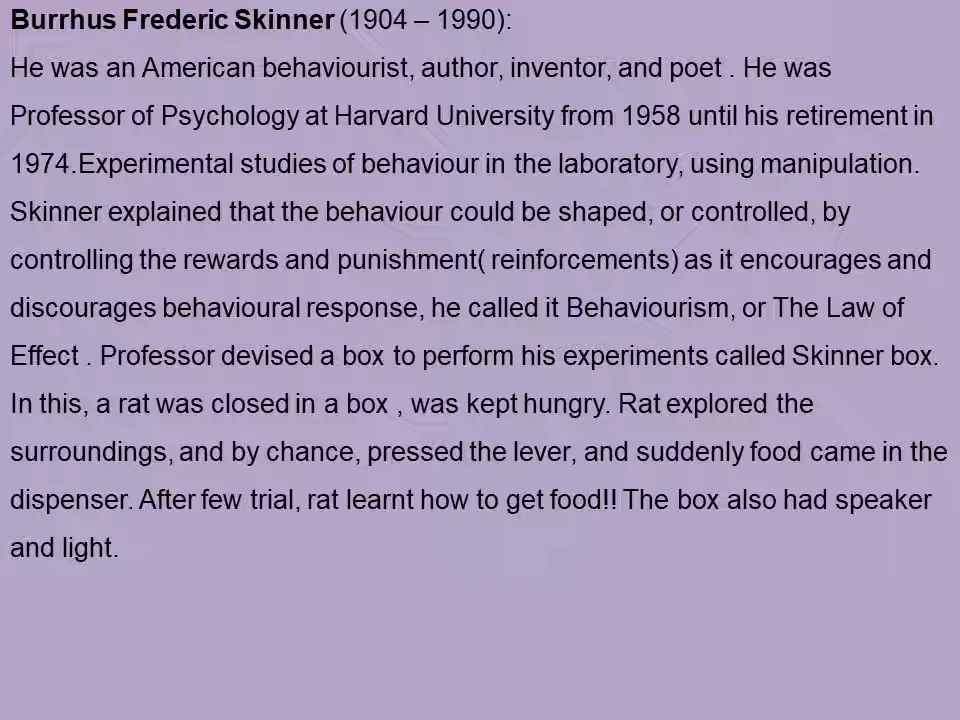 Burrhus Frederic Skinner (1904 – 1990):
He was an American behaviourist, author, inventor, and poet . He was
Professor of Psychology at Harvard University from 1958 until his retirement in
1974.Experimental studies of behaviour in the laboratory, using manipulation.
Skinner explained that the behaviour could be shaped, or controlled, by
controlling the rewards and punishment( reinforcements) as it encourages and
discourages behavioural response, he called it Behaviourism, or The Law of
Effect . Professor devised a box to perform his experiments called Skinner box.
In this, a rat was closed in a box , was kept hungry. Rat explored the
surroundings, and by chance, pressed the lever, and suddenly food came in the
dispenser. After few trial, rat learnt how to get food!! The box also had speaker
and light.